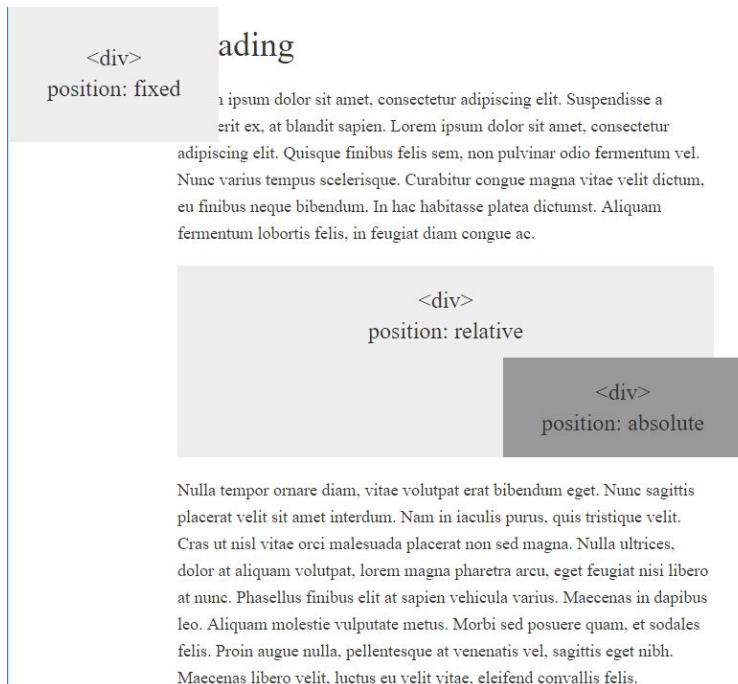 <div>
position: fixed
ading
ipsum dolor sit amet, consectetur adipiscing elit. Suspendisse a
erit ex, at blandit sapien. Lorem ipsum dolor sit amet, consectetur
adipiscing elit. Quisque finibus felis sem, non pulvinar odio fermentum vel.
Nunc varius tempus scelerisque. Curabitur congue magna vitae velit dictum,
eu finibus neque bibendum. In hac habitasse platea dictumst. Aliquam
fermentum lobortis felis, in feugiat diam congue ac.
<div>
position: relative
<div>
position: absolute
Nulla tempor ornare diam, vitae volutpat erat bibendum eget. Nunc sagittis
placerat velit sit amet interdum. Nam in iaculis purus, quis tristique velit.
Cras ut nisl vitae orci malesuada placerat non sed magna. Nulla ultrices,
dolor at aliquam volutpat, lorem magna pharetra arcu, eget feugiat nisi libero
at nunc. Phasellus finibus elit at sapien vehicula varius. Maecenas in dapibus
leo. Aliquam molestie vulputate metus. Morbi sed posuere quam, et sodales
felis. Proin augue nulla, pellentesque at venenatis vel, sagittis eget nibh.
Maecenas libero velit, luctus eu velit vitae, eleifend convallis felis.